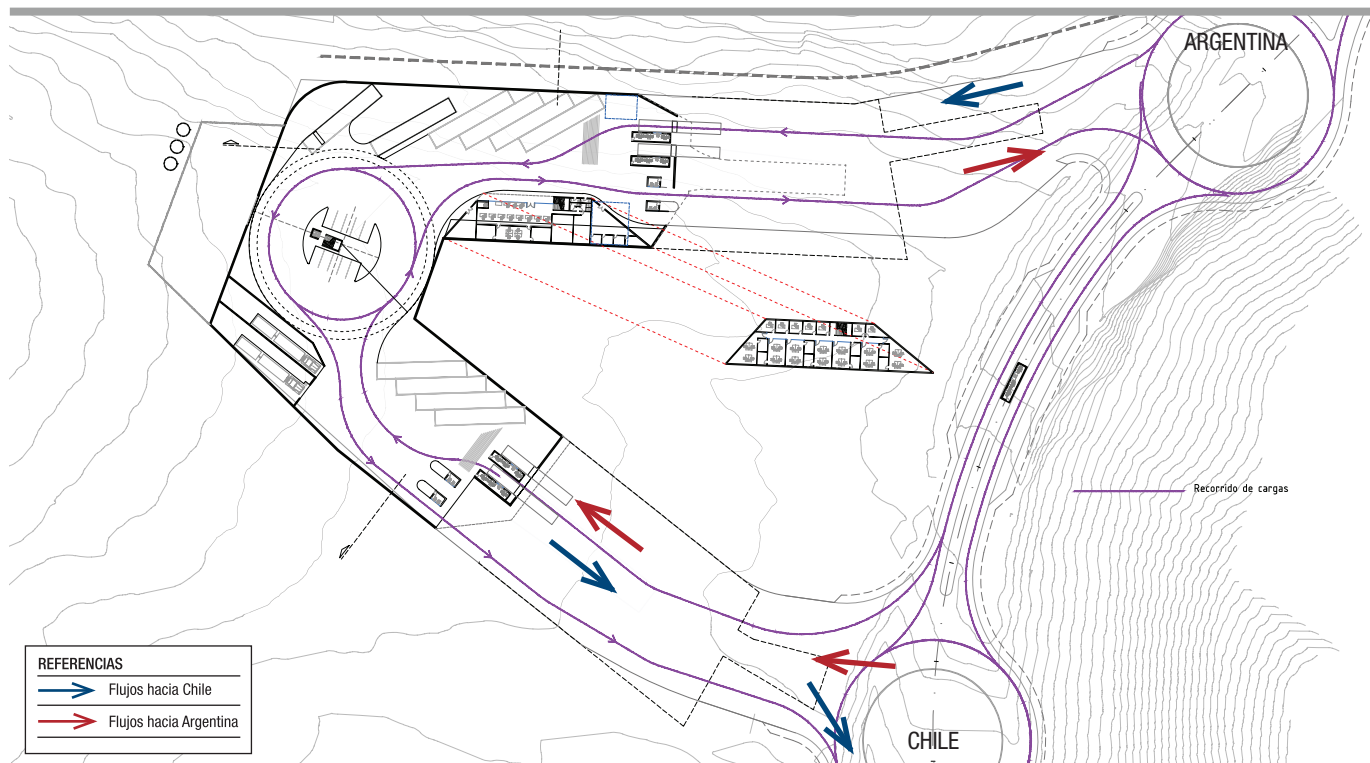 ARGENTINA
Recorrido de cargas
REFERENCIAS
Flujos hacia Chile
Flujos hacia Argentina
CHILE